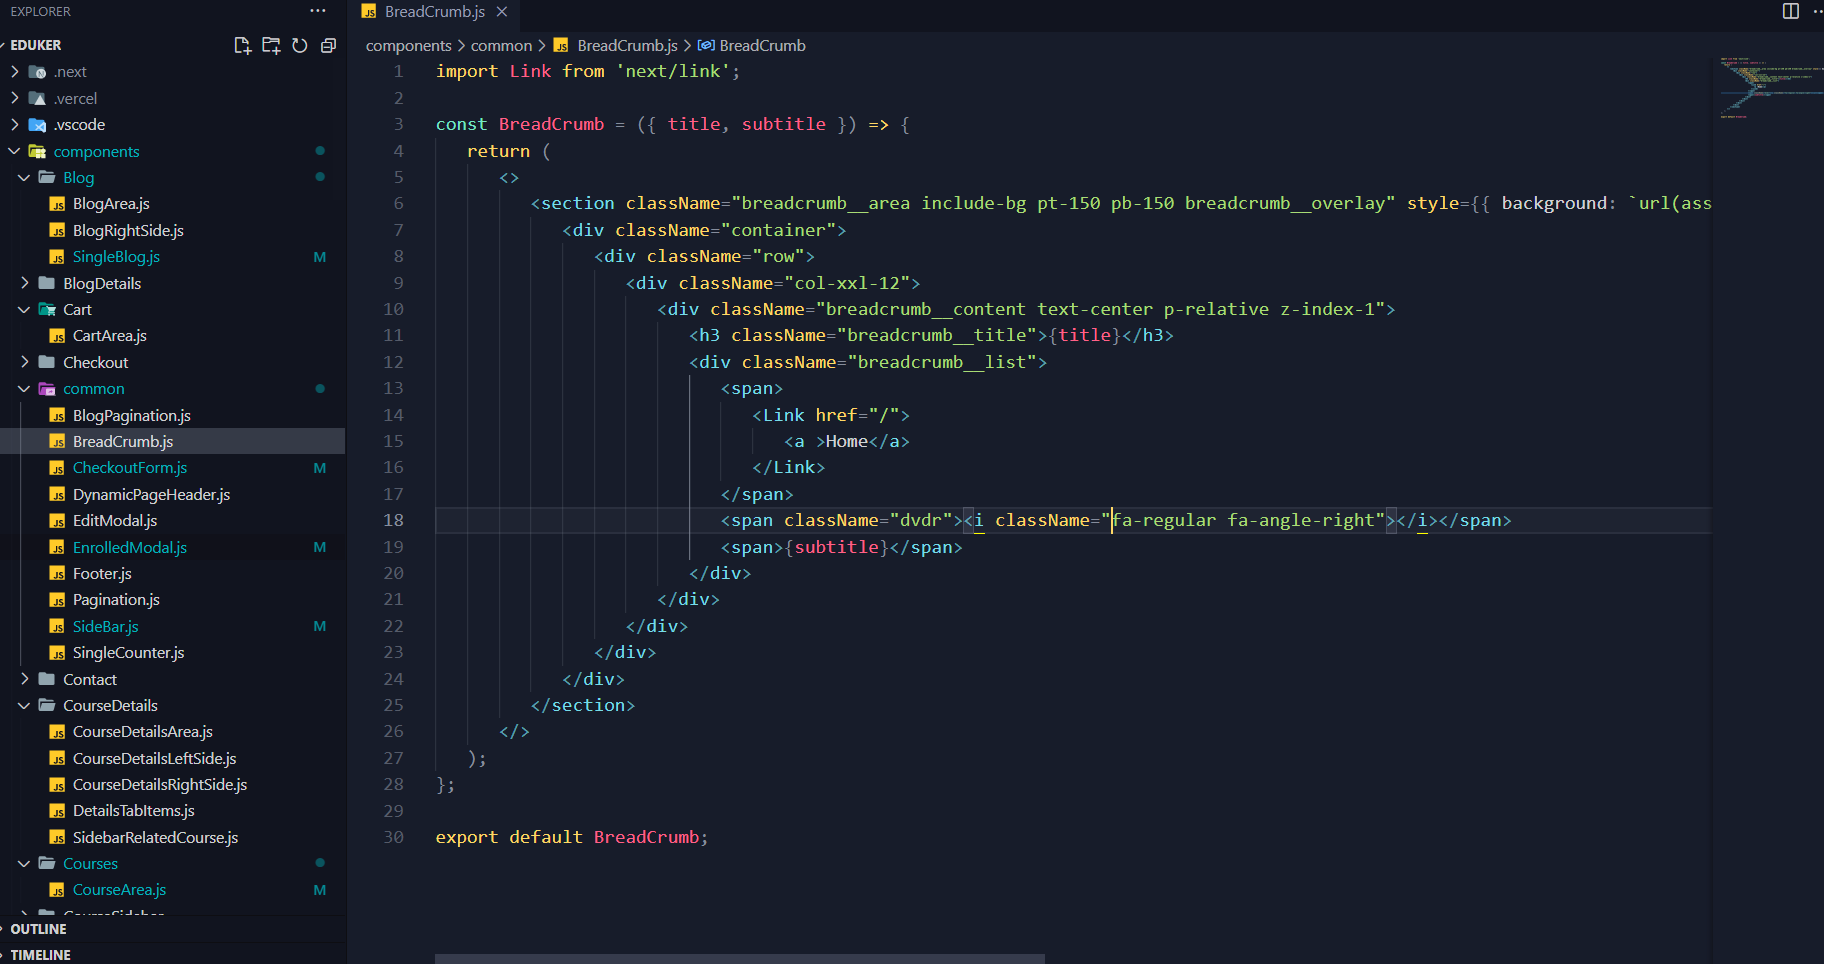 EXPLORER
EDUKER
.next
.vercel
.vscode
components
Blog
BlogArea.js
BlogRightSide.js
SingleBlog.js M
BlogDetails
Cart
CartArea.js
Checkout
common
BlogPagination.js
BreadCrumb.js
CheckoutForm.js M
DynamicPageHeader.js
EditModal.js
EnrolledModal.js M
Footer.js
Pagination.js
SideBar.js M
SingleCounter.js
Contact
CourseDetails
CourseDetailsArea.js
CourseDetailsLeftSide.js
CourseDetailsRightSide.js
DetailsTabItems.js
SidebarRelatedCourse.js
Courses
CourseArea.js M
OUTLINE
TIMELINE
JS BreadCrumb.js
components > common > JS BreadCrumb.js > BreadCrumb
1 import Link from 'next/link';
2
3 const BreadCrumb = ({ title, subtitle }) => {
4 return (
5 <>
6 <section className="breadcrumb__area include-bg pt-150 pb-150 breadcrumb__overlay" style={{ background: `url(ass
7 <div className="container">
8 <div className="row">
9 <div className="col-xxl-12">
10 <div className="breadcrumb__content text-center p-relative z-index-1">
11 <h3 className="breadcrumb__title">{title}</h3>
12 <div className="breadcrumb__list">
13 <span>
14 <Link href="/">
15 <a >Home</a>
16 </Link>
17 </span>
18 <span className="dvdr"><i className="fa-regular fa-angle-right"></i></span>
19 <span>{subtitle}</span>
20 </div>
21 </div>
22 </div>
23 </div>
24 </div>
25 </section>
26 </>
27 );
28 };
29
30 export default BreadCrumb;